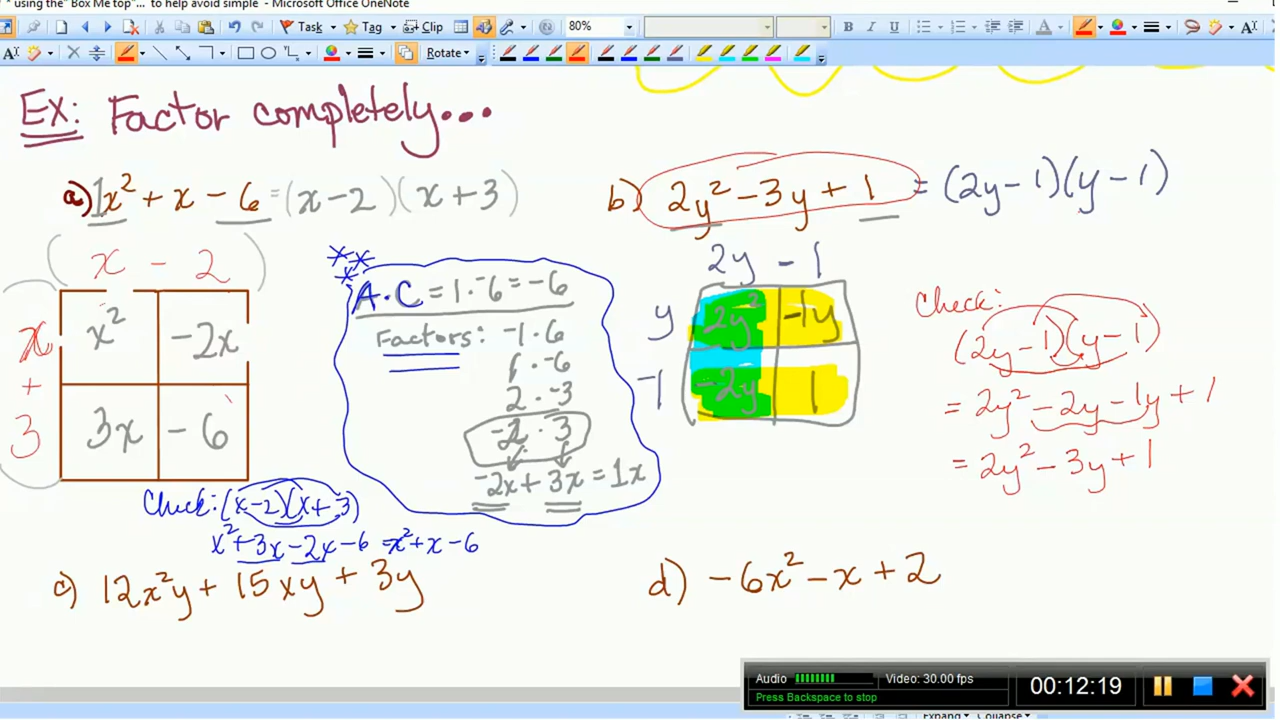 * "using the" Box Me top"... to help avoid simple - Microsoft Office OneNote
Task Tag Clip 80% B I U
Rotate
EX: Factor completely...
a) 1x² + x - 6 = (x - 2)(x + 3)
( x - 2 )
x + 3
x² -2x
3x -6
A·C = 1·-6 = -6
Factors: -1·6
1·-6
2·-3
-2·3
-2x + 3x = 1x
Check: (x-2)(x+3)
x² + 3x - 2x - 6 = x² + x - 6
b) 2y² - 3y + 1 = (2y - 1)(y - 1)
2y - 1
y 2y² -1y
-1 -2y 1
Check:
(2y - 1)(y - 1)
= 2y² - 2y - 1y + 1
= 2y² - 3y + 1
c) 12x²y + 15xy + 3y
d) -6x² - x + 2
Audio Video: 30.00 fps
Press Backspace to stop
00:12:19
Expand Collapse